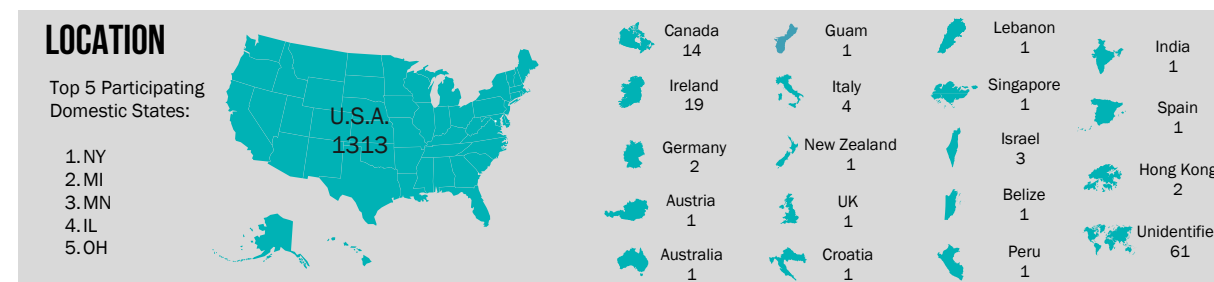 LOCATION
Top 5 Participating
Domestic States:
1. NY
2. MI
3. MN
4. IL
5. OH
U.S.A.
1313
Canada
14
Ireland
19
Germany
2
Austria
1
Australia
1
Guam
1
Italy
4
New Zealand
1
UK
1
Croatia
1
Lebanon
1
Singapore
1
Israel
3
Belize
1
Peru
1
India
1
Spain
1
Hong Kong
2
Unidentifie
61